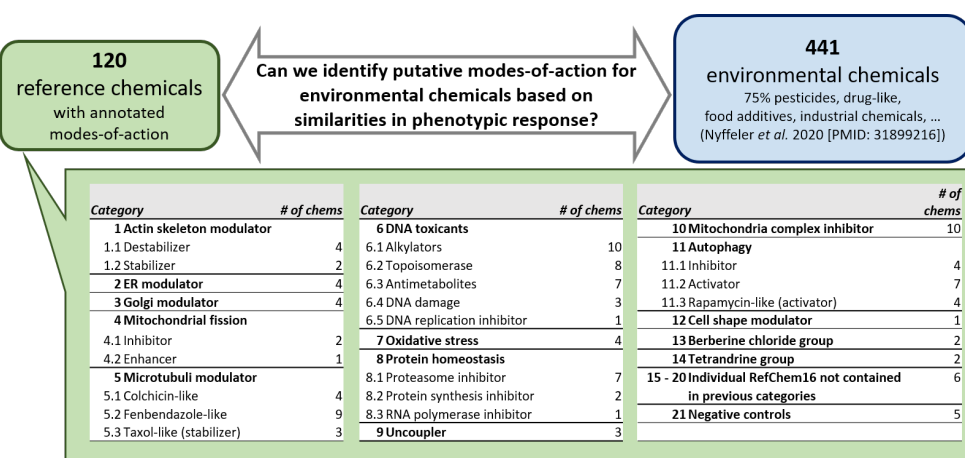 120
reference chemicals
with annotated
modes-of-action
Can we identify putative modes-of-action for
environmental chemicals based on
similarities in phenotypic response?
441
environmental chemicals
75% pesticides, drug-like,
food additives, industrial chemicals, ...
(Nyffeler et al. 2020 [PMID: 31899216])
Category # of chems
1 Actin skeleton modulator
1.1 Destabilizer 4
1.2 Stabilizer 2
2 ER modulator 4
3 Golgi modulator 4
4 Mitochondrial fission
4.1 Inhibitor 2
4.2 Enhancer 1
5 Microtubuli modulator
5.1 Colchicin-like 4
5.2 Fenbendazole-like 9
5.3 Taxol-like (stabilizer) 3
Category # of chems
6 DNA toxicants
6.1 Alkylators 10
6.2 Topoisomerase 8
6.3 Antimetabolites 7
6.4 DNA damage 3
6.5 DNA replication inhibitor 1
7 Oxidative stress 4
8 Protein homeostasis
8.1 Proteasome inhibitor 7
8.2 Protein synthesis inhibitor 2
8.3 RNA polymerase inhibitor 1
9 Uncoupler 3
# of
Category chems
10 Mitochondria complex inhibitor 10
11 Autophagy
11.1 Inhibitor 4
11.2 Activator 7
11.3 Rapamycin-like (activator) 4
12 Cell shape modulator 1
13 Berberine chloride group 2
14 Tetrandrine group 2
15 - 20 Individual RefChem16 not contained 6
in previous categories
21 Negative controls 5